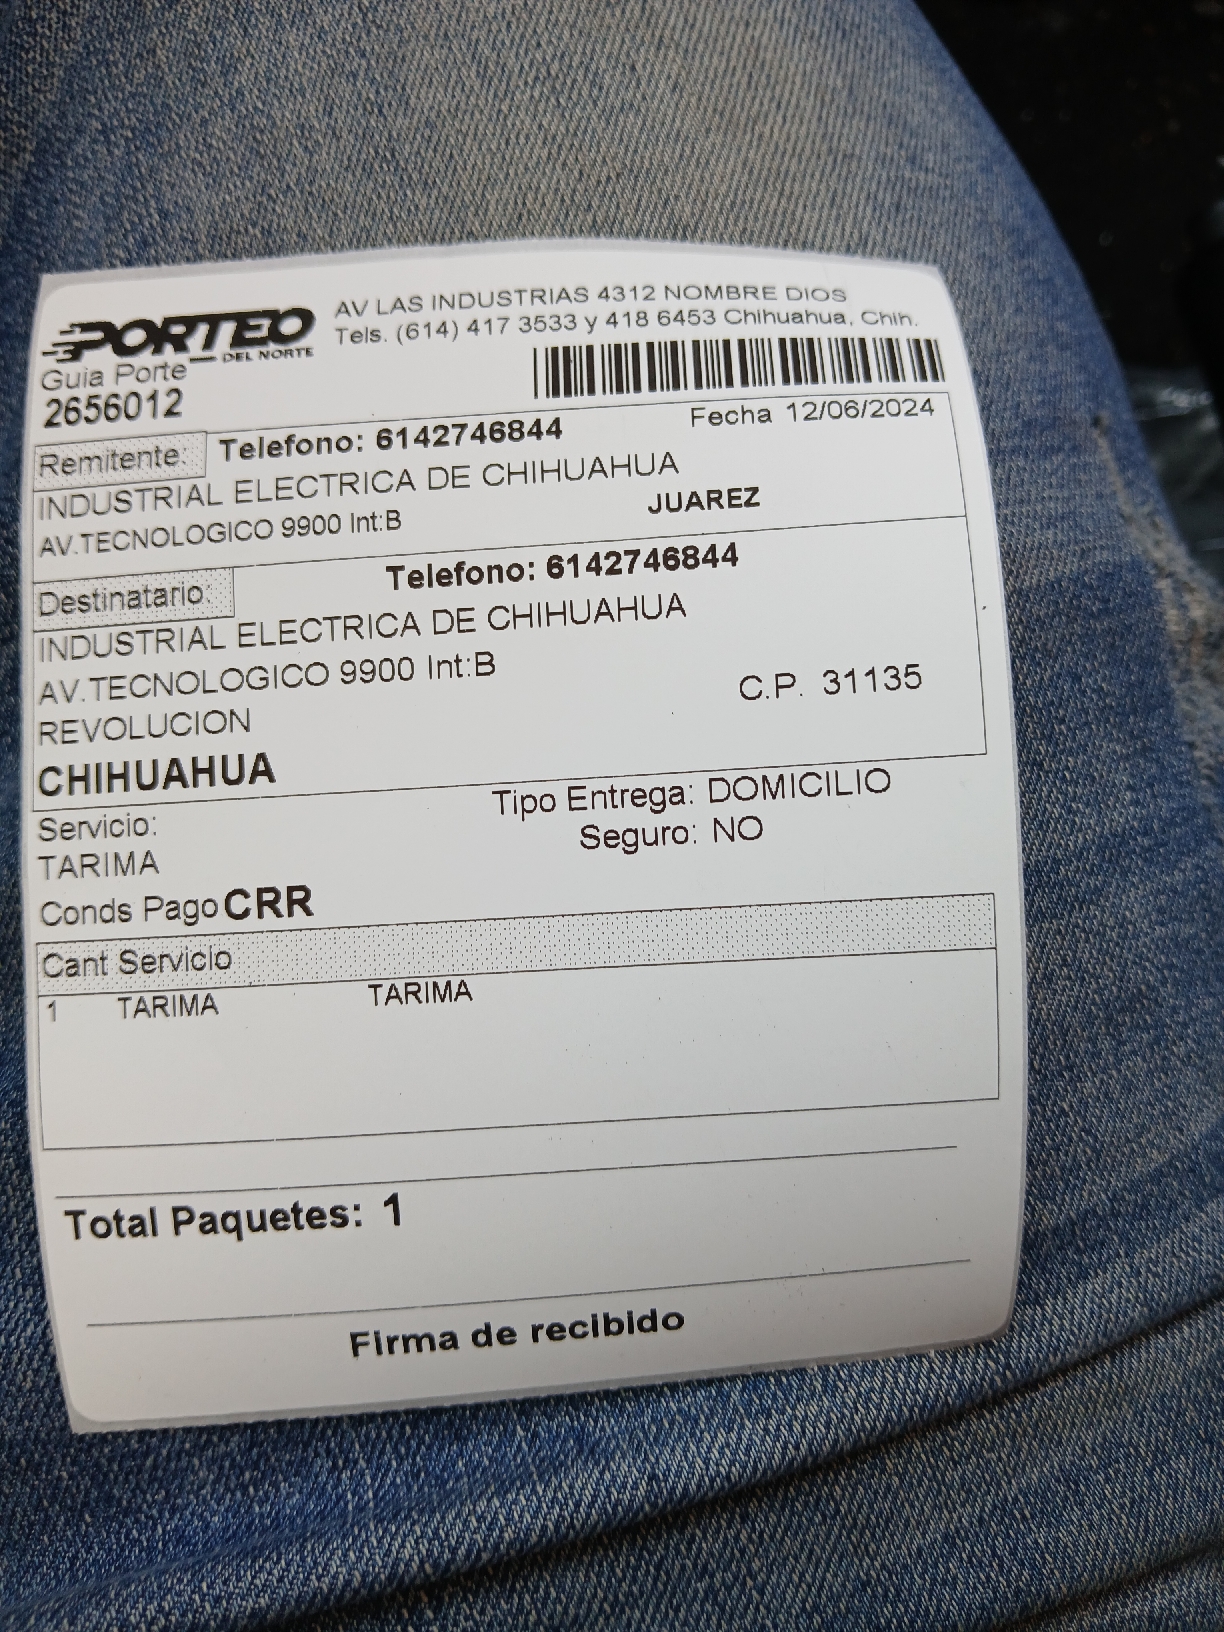 PORTEO
DEL NORTE
AV LAS INDUSTRIAS 4312 NOMBRE DIOS
Tels. (614) 417 3533 y 418 6453 Chihuahua, Chih.
Guia Porte
2656012
Fecha 12/06/2024
Remitente: Telefono: 6142746844
INDUSTRIAL ELECTRICA DE CHIHUAHUA
AV.TECNOLOGICO 9900 Int:B JUAREZ
Destinatario: Telefono: 6142746844
INDUSTRIAL ELECTRICA DE CHIHUAHUA
AV.TECNOLOGICO 9900 Int:B
REVOLUCION C.P. 31135
CHIHUAHUA
Servicio: Tipo Entrega: DOMICILIO
TARIMA Seguro: NO
Conds Pago CRR
Cant Servicio
1 TARIMA TARIMA
Total Paquetes: 1
Firma de recibido